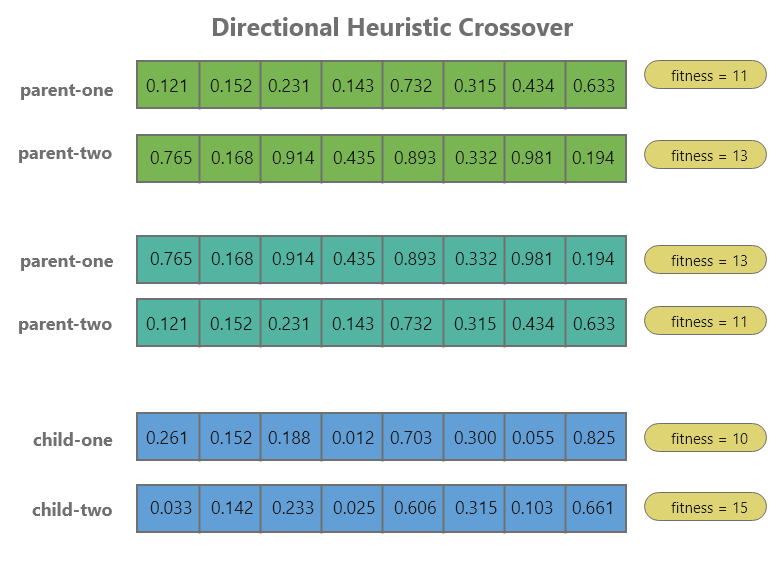 Directional Heuristic Crossover
parent-one 0.121 0.152 0.231 0.143 0.732 0.315 0.434 0.633 fitness = 11
parent-two 0.765 0.168 0.914 0.435 0.893 0.332 0.981 0.194 fitness = 13
parent-one 0.765 0.168 0.914 0.435 0.893 0.332 0.981 0.194 fitness = 13
parent-two 0.121 0.152 0.231 0.143 0.732 0.315 0.434 0.633 fitness = 11
child-one 0.261 0.152 0.188 0.012 0.703 0.300 0.055 0.825 fitness = 10
child-two 0.033 0.142 0.233 0.025 0.606 0.315 0.103 0.661 fitness = 15